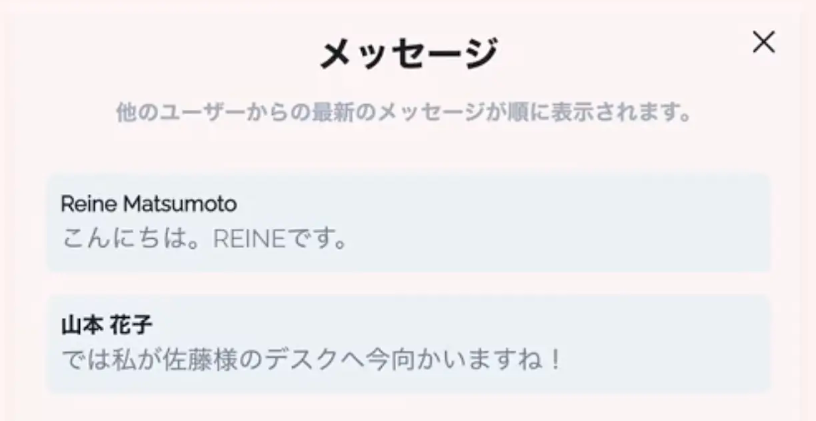 メッセージ
他のユーザーからの最新のメッセージが順に表示されます。
Reine Matsumoto
こんにちは。REINEです。
山本 花子
では私が佐藤様のデスクへ今向かいますね！